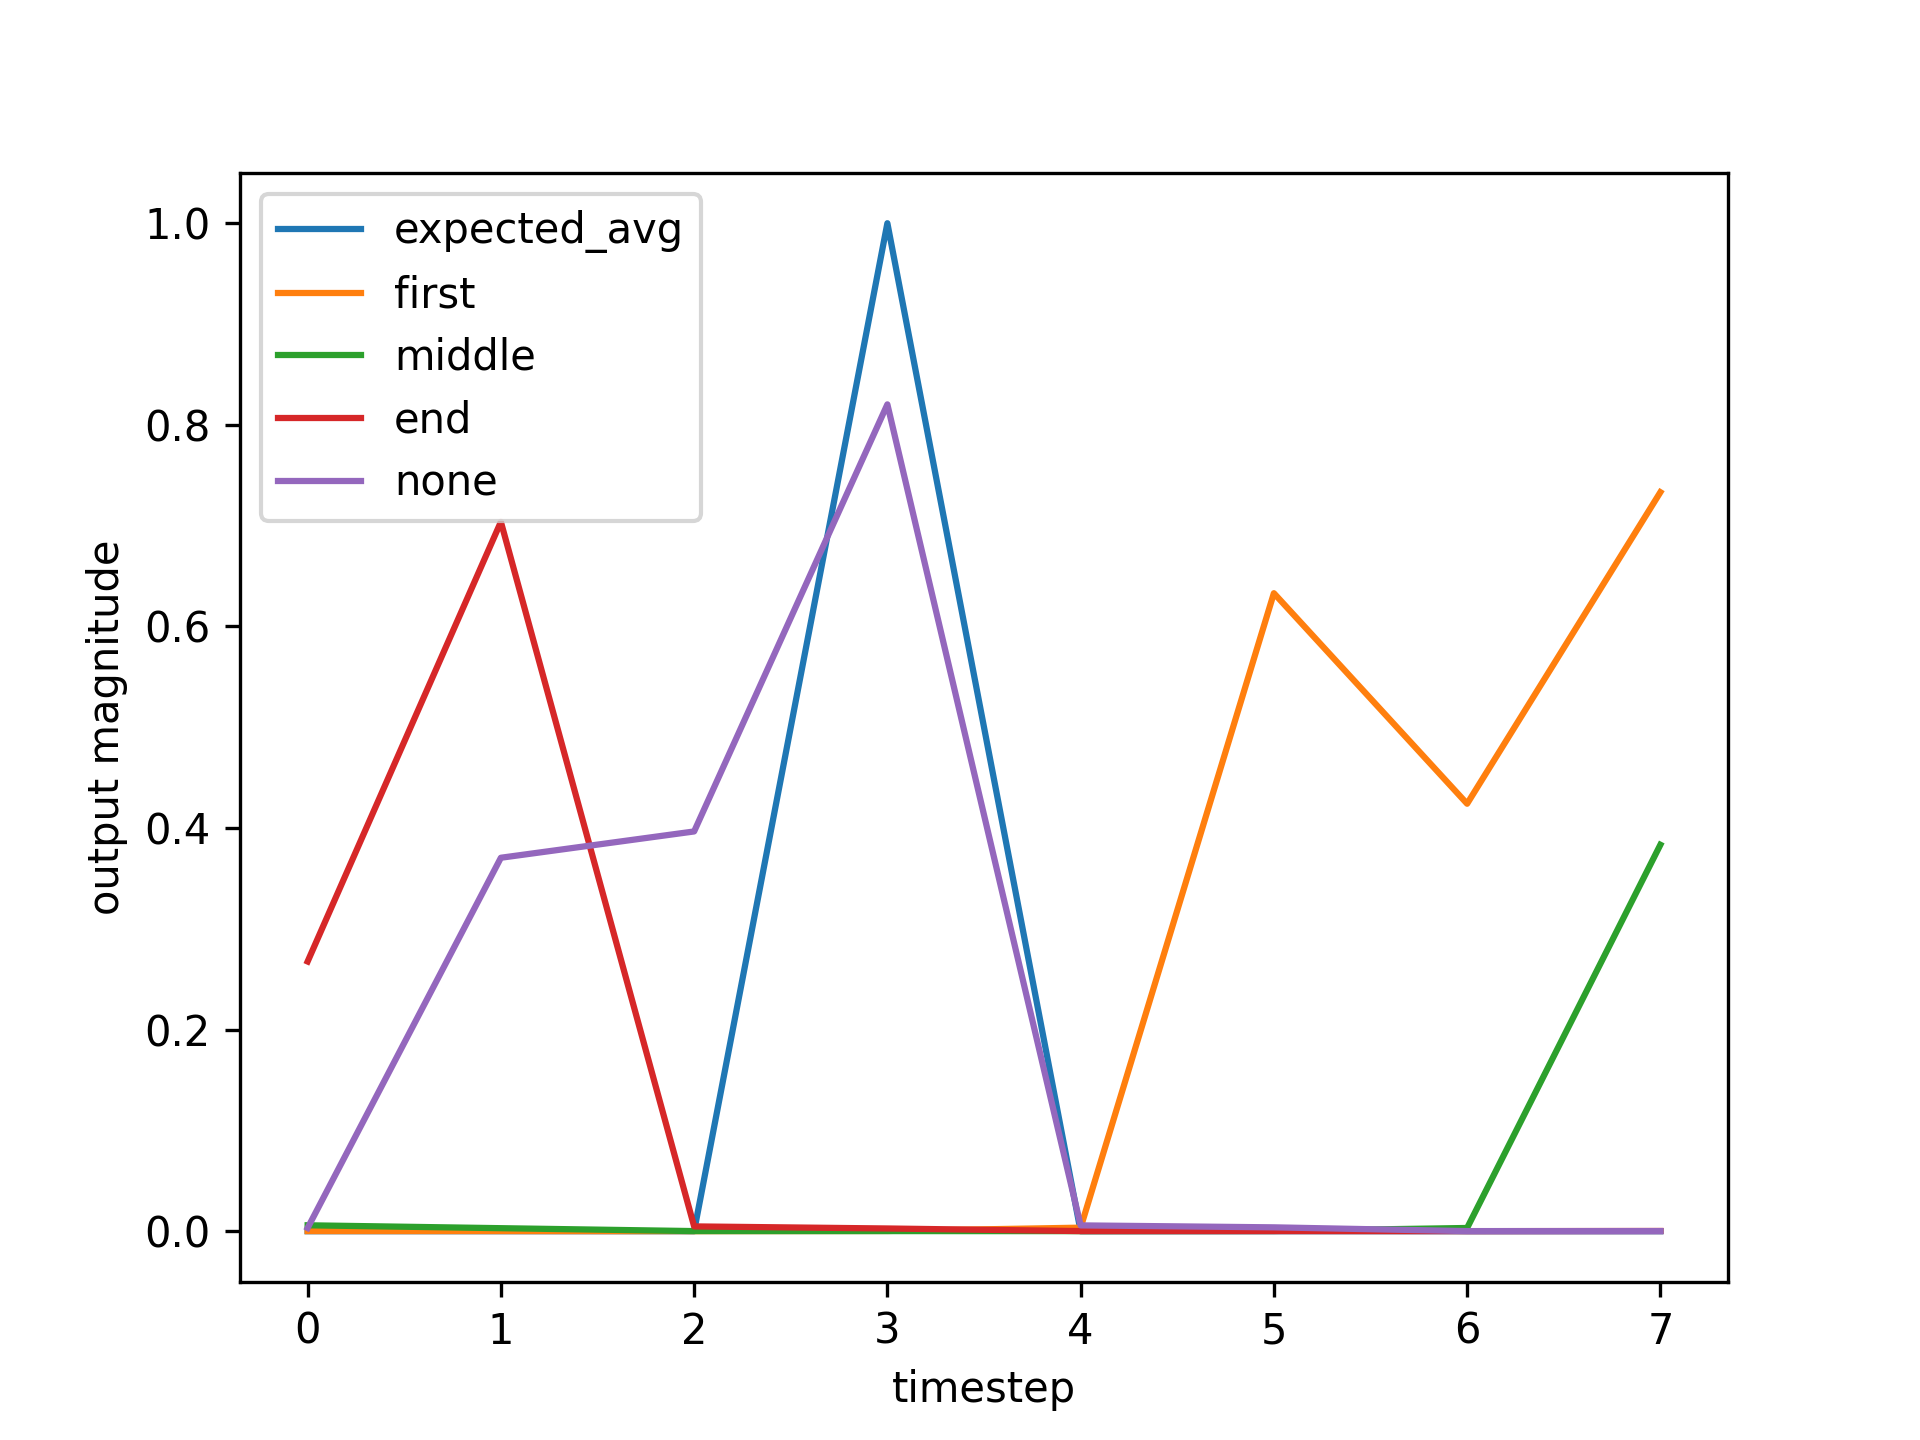 expected_avg
first
middle
end
none
1.0
0.8
0.6
0.4
0.2
0.0
output magnitude
0 1 2 3 4 5 6 7
timestep